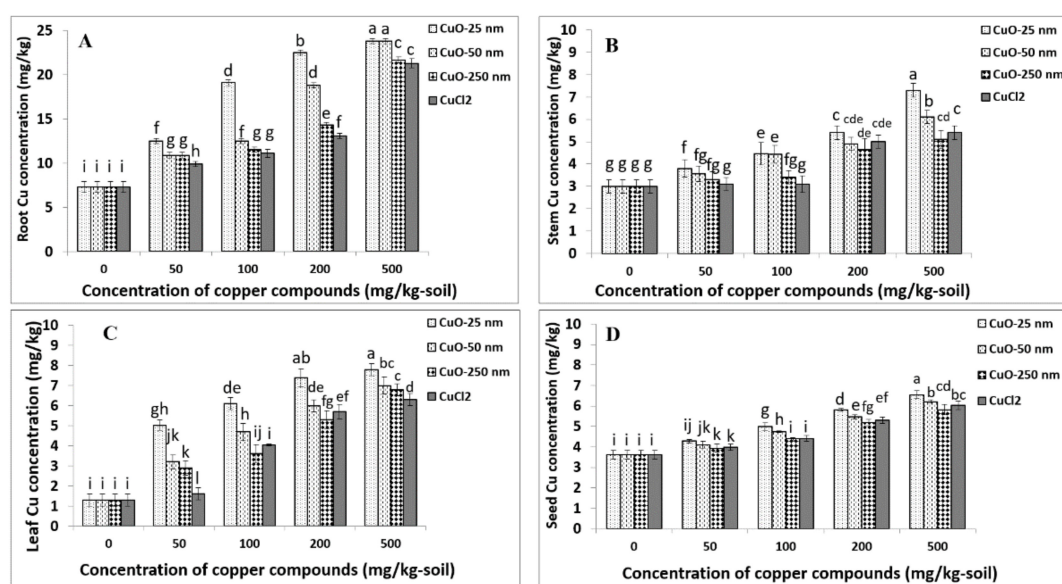 A
Root Cu concentration (mg/kg)
25
20
15
10
5
0
i i i i
f g g h
d f g g
b d e f
a a c c
0 50 100 200 500
Concentration of copper compounds (mg/kg-soil)
CuO-25 nm
CuO-50 nm
CuO-250 nm
CuCl2
B
Stem Cu concentration (mg/kg)
10
9
8
7
6
5
4
3
2
1
0
g g g g
f fg fg g
e e fg g
c cde de cde
a b cd c
0 50 100 200 500
Concentration of copper compounds (mg/kg-soil)
CuO-25 nm
CuO-50 nm
CuO-250 nm
CuCl2
C
Leaf Cu concentration (mg/kg)
10
9
8
7
6
5
4
3
2
1
0
i i i i
gh jk k l
de h ij i
ab de fg ef
a bc c d
0 50 100 200 500
Concentration of copper compounds (mg/kg-soil)
CuO-25 nm
CuO-50 nm
CuO-250 nm
CuCl2
D
Seed Cu concentration (mg/kg)
10
9
8
7
6
5
4
3
2
1
0
i i i i
ij jk k k
g h i i
d e fg ef
a b cd bc
0 50 100 200 500
Concentration of copper compounds (mg/kg-soil)
CuO-25 nm
CuO-50 nm
CuO-250 nm
CuCl2